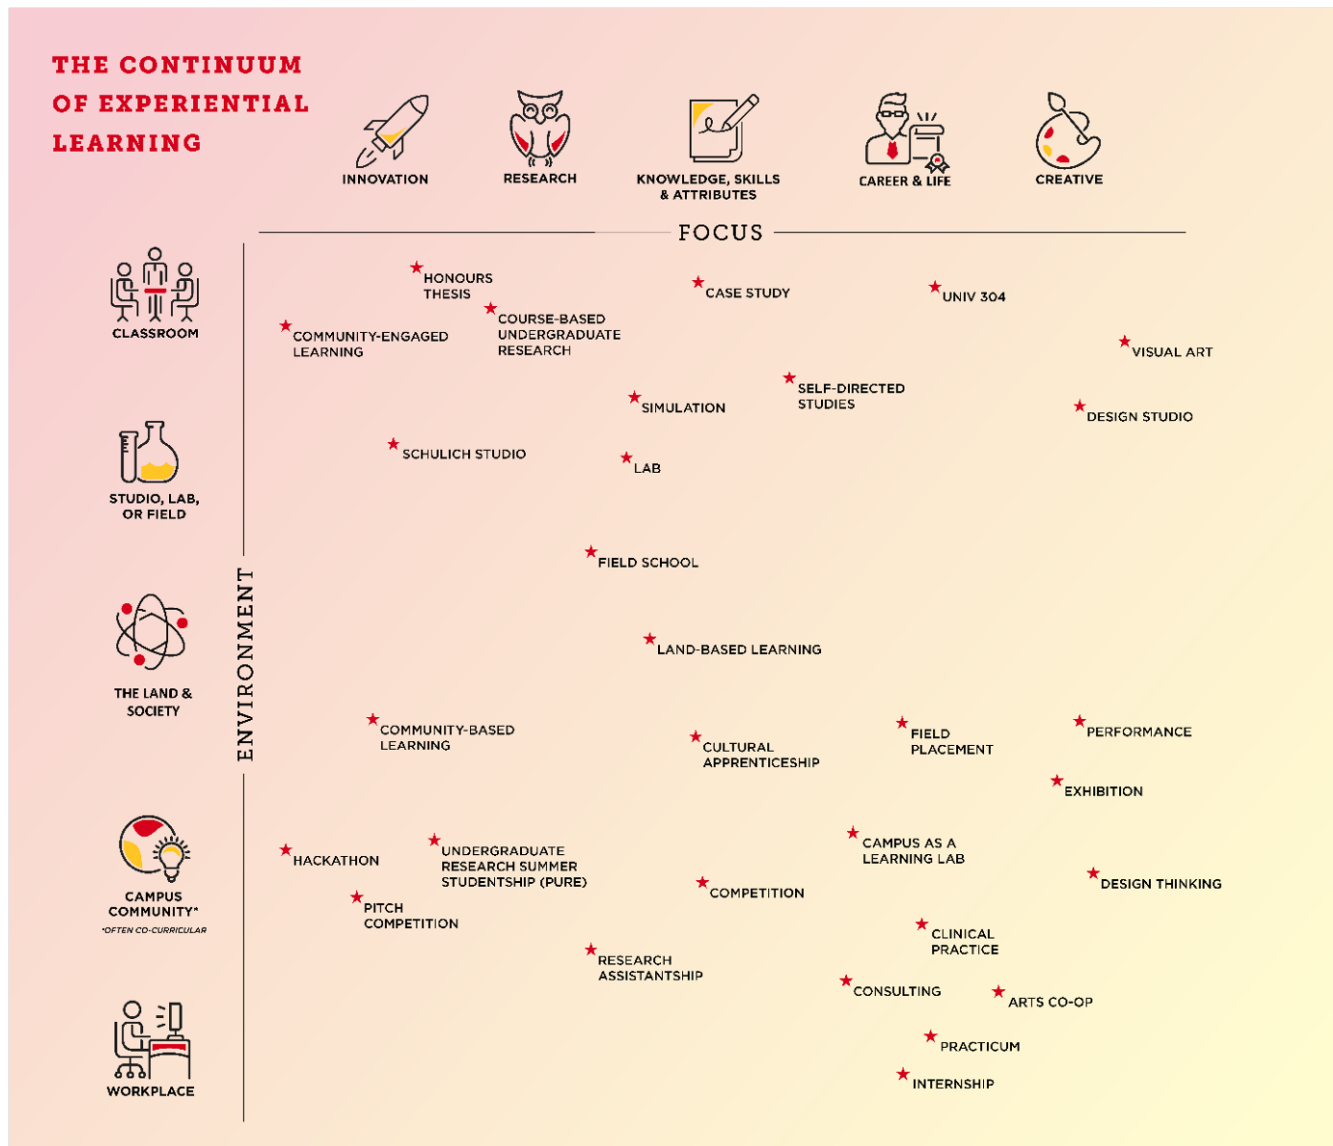 THE CONTINUUM
OF EXPERIENTIAL
LEARNING
INNOVATION
RESEARCH
KNOWLEDGE, SKILLS
& ATTRIBUTES
CAREER & LIFE
CREATIVE
FOCUS
ENVIRONMENT
CLASSROOM
STUDIO, LAB,
OR FIELD
THE LAND &
SOCIETY
CAMPUS
COMMUNITY*
*OFTEN CO-CURRICULAR
WORKPLACE
HONOURS
THESIS
CASE STUDY
UNIV 304
COURSE-BASED
UNDERGRADUATE
RESEARCH
COMMUNITY-ENGAGED
LEARNING
VISUAL ART
SELF-DIRECTED
STUDIES
SIMULATION
DESIGN STUDIO
SCHULICH STUDIO
LAB
FIELD SCHOOL
LAND-BASED LEARNING
COMMUNITY-BASED
LEARNING
CULTURAL
APPRENTICESHIP
FIELD
PLACEMENT
PERFORMANCE
EXHIBITION
HACKATHON
UNDERGRADUATE
RESEARCH SUMMER
STUDENTSHIP (PURE)
CAMPUS AS A
LEARNING LAB
COMPETITION
DESIGN THINKING
PITCH
COMPETITION
CLINICAL
PRACTICE
RESEARCH
ASSISTANTSHIP
CONSULTING
ARTS CO-OP
PRACTICUM
INTERNSHIP